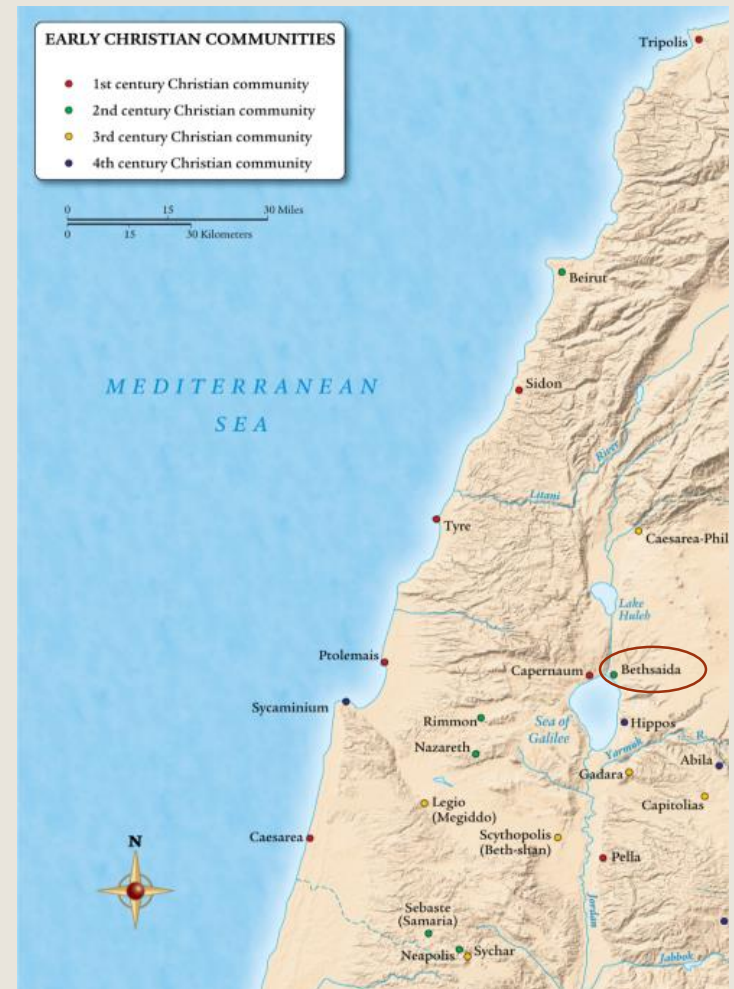 EARLY CHRISTIAN COMMUNITIES
1st century Christian community
2nd century Christian community
3rd century Christian community
4th century Christian community
0 15 30 Miles
0 15 30 Kilometers
Tripolis
Beirut
MEDITERRANEAN
SEA
Sidon
River
Litani
Tyre
Caesarea-Phil
Lake
Huleh
Ptolemais
Capernaum
Bethsaida
Sycaminium
Rimmon
Sea of
Galilee
Hippos
Nazareth
Yarmuk R.
Abila
Gadara
Legio
(Megiddo)
Capitolias
N
Caesarea
Scythopolis
(Beth-shan)
Pella
Jordan
Sebaste
(Samaria)
Neapolis
Sychar
Jabbok